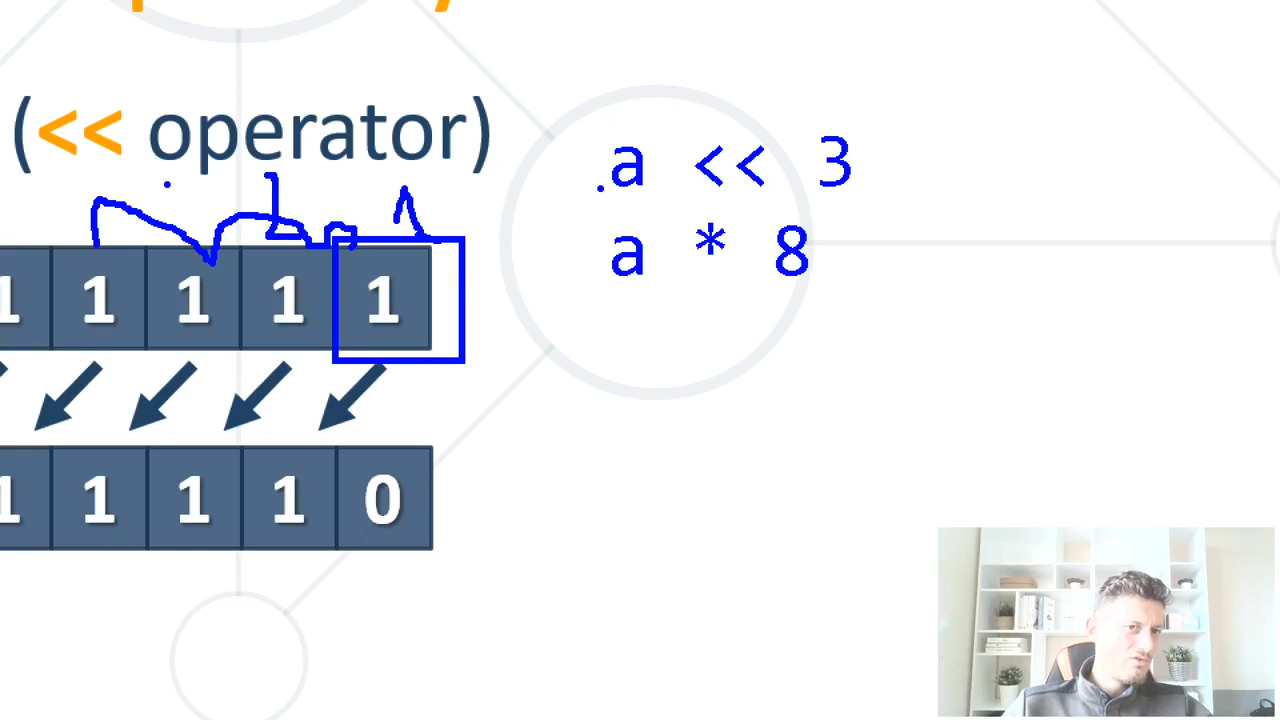 (<< operator)
a << 3
a * 8
1 1 1 1 1
1 1 1 1 0